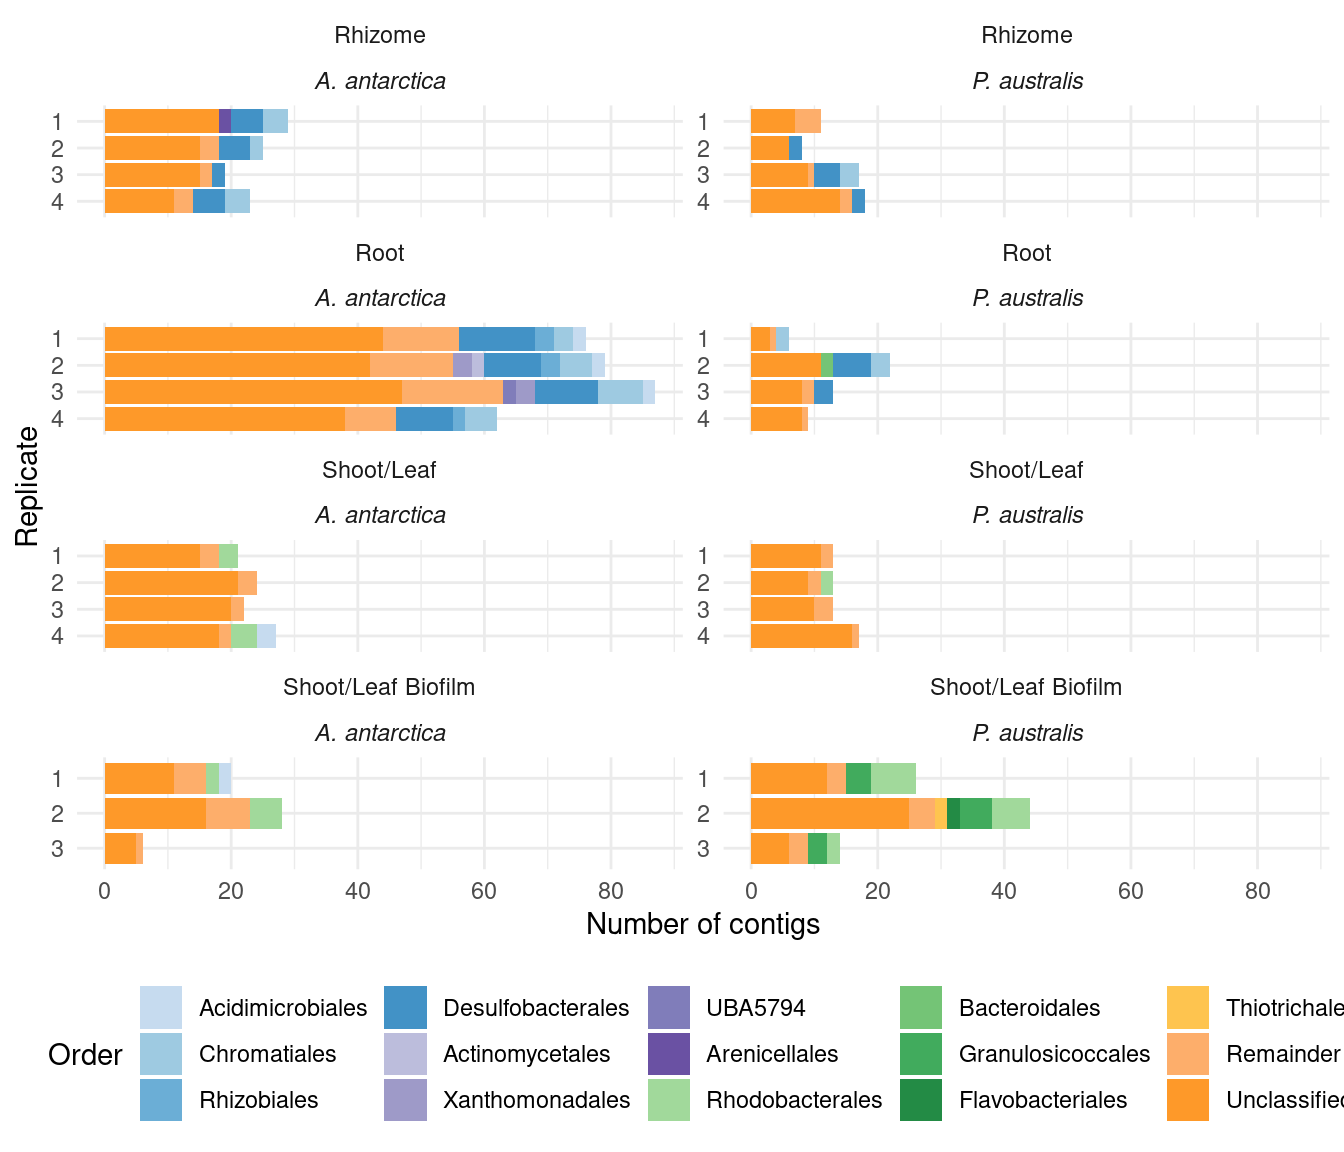 Rhizome Rhizome
A. antarctica P. australis
1 1
2 2
3 3
4 4
Root Root
A. antarctica P. australis
1 1
2 2
3 3
4 4
Shoot/Leaf Shoot/Leaf
A. antarctica P. australis
1 1
2 2
3 3
4 4
Shoot/Leaf Biofilm Shoot/Leaf Biofilm
A. antarctica P. australis
1 1
2 2
3 3
0 20 40 60 80 0 20 40 60 80
Replicate
Number of contigs
Order
Acidimicrobiales Desulfobacterales UBA5794 Bacteroidales Thiotrichale
Chromatiales Actinomycetales Arenicellales Granulosicoccales Remainder
Rhizobiales Xanthomonadales Rhodobacterales Flavobacteriales Unclassified